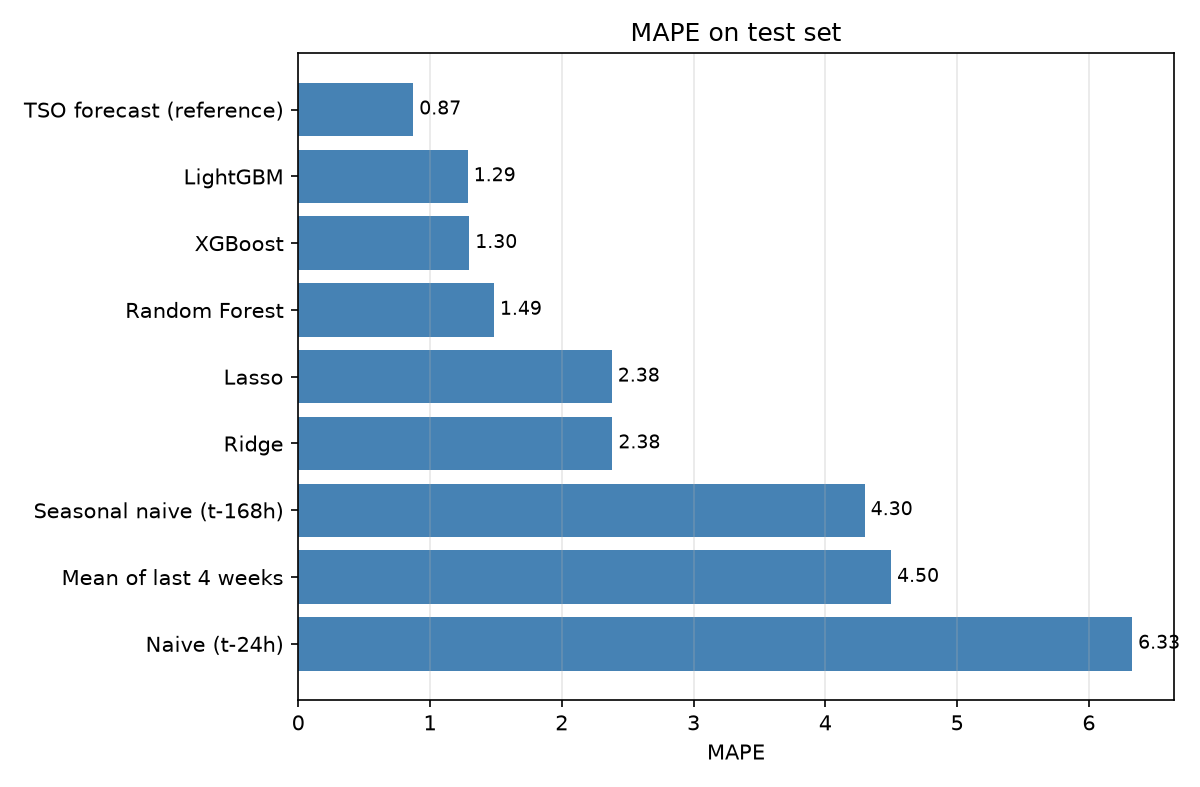 MAPE on test set
TSO forecast (reference)
0.87
LightGBM
1.29
XGBoost
1.30
Random Forest
1.49
Lasso
2.38
Ridge
2.38
Seasonal naive (t-168h)
4.30
Mean of last 4 weeks
4.50
Naive (t-24h)
6.33
0 1 2 3 4 5 6
MAPE